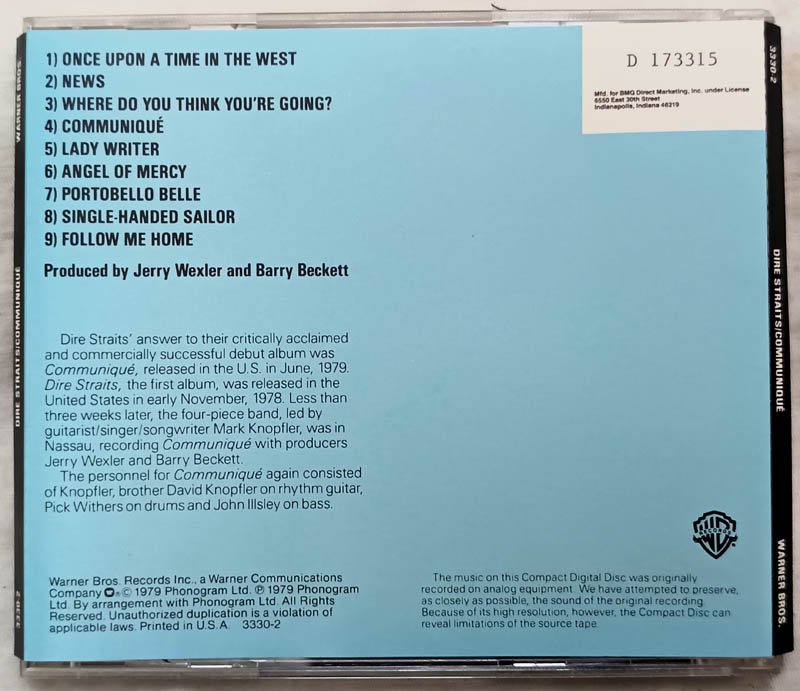 1) ONCE UPON A TIME IN THE WEST
2) NEWS
3) WHERE DO YOU THINK YOU'RE GOING?
4) COMMUNIQUÉ
5) LADY WRITER
6) ANGEL OF MERCY
7) PORTOBELLO BELLE
8) SINGLE-HANDED SAILOR
9) FOLLOW ME HOME
Produced by Jerry Wexler and Barry Beckett
D 173315
Mfd. for BMG Direct Marketing, Inc. under License
6550 East 30th Street
Indianapolis, Indiana 46219
Dire Straits' answer to their critically acclaimed
and commercially successful debut album was
Communiqué, released in the U.S. in June, 1979.
Dire Straits, the first album, was released in the
United States in early November, 1978. Less than
three weeks later, the four-piece band, led by
guitarist/singer/songwriter Mark Knopfler, was in
Nassau, recording Communiqué with producers
Jerry Wexler and Barry Beckett.
The personnel for Communiqué again consisted
of Knopfler, brother David Knopfler on rhythm guitar,
Pick Withers on drums and John Illsley on bass.
Warner Bros. Records Inc., a Warner Communications
Company © 1979 Phonogram Ltd. ℗ 1979 Phonogram
Ltd. By arrangement with Phonogram Ltd. All Rights
Reserved. Unauthorized duplication is a violation of
applicable laws. Printed in U.S.A. 3330-2
The music on this Compact Digital Disc was originally
recorded on analog equipment. We have attempted to preserve,
as closely as possible, the sound of the original recording.
Because of its high resolution, however, the Compact Disc can
reveal limitations of the source tape.
RECORDS
WARNER BROS.
DIRE STRAITS/COMMUNIQUÉ
3330-2
3330-2
DIRE STRAITS/COMMUNIQUÉ
WARNER BROS.